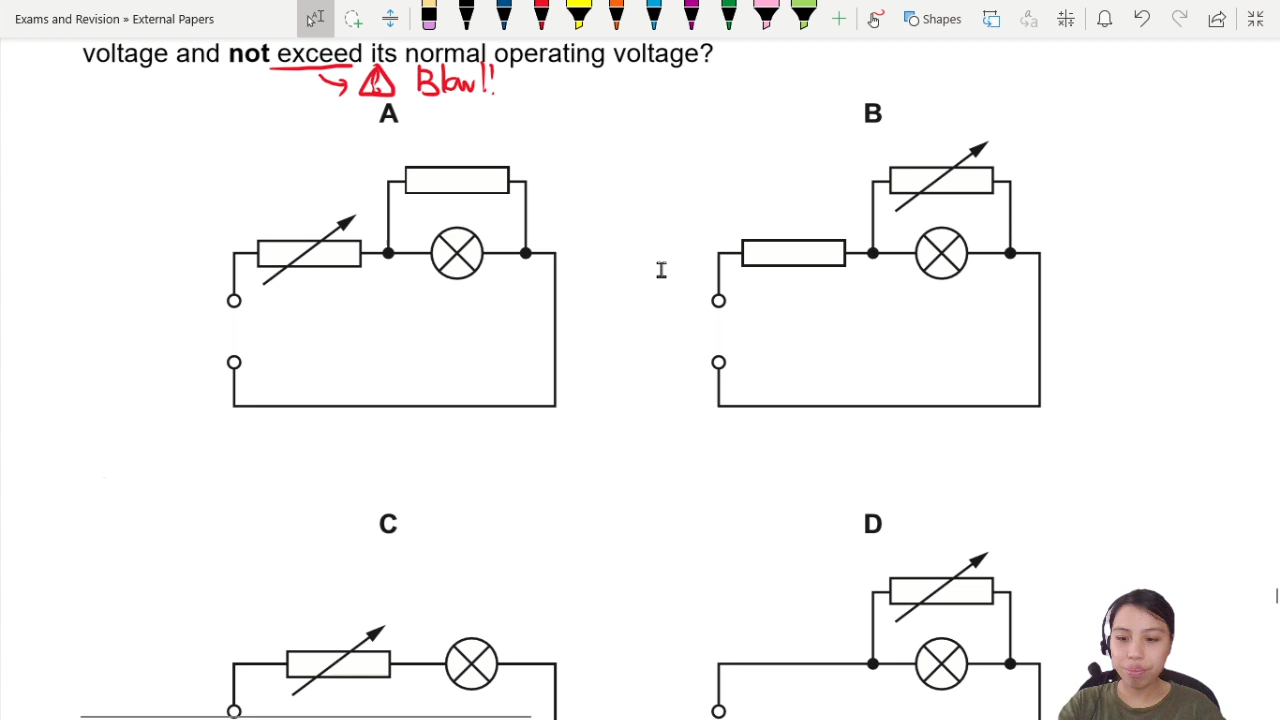 Exams and Revision » External Papers
Shapes
voltage and not exceed its normal operating voltage?
Blow!!
A
B
C
D